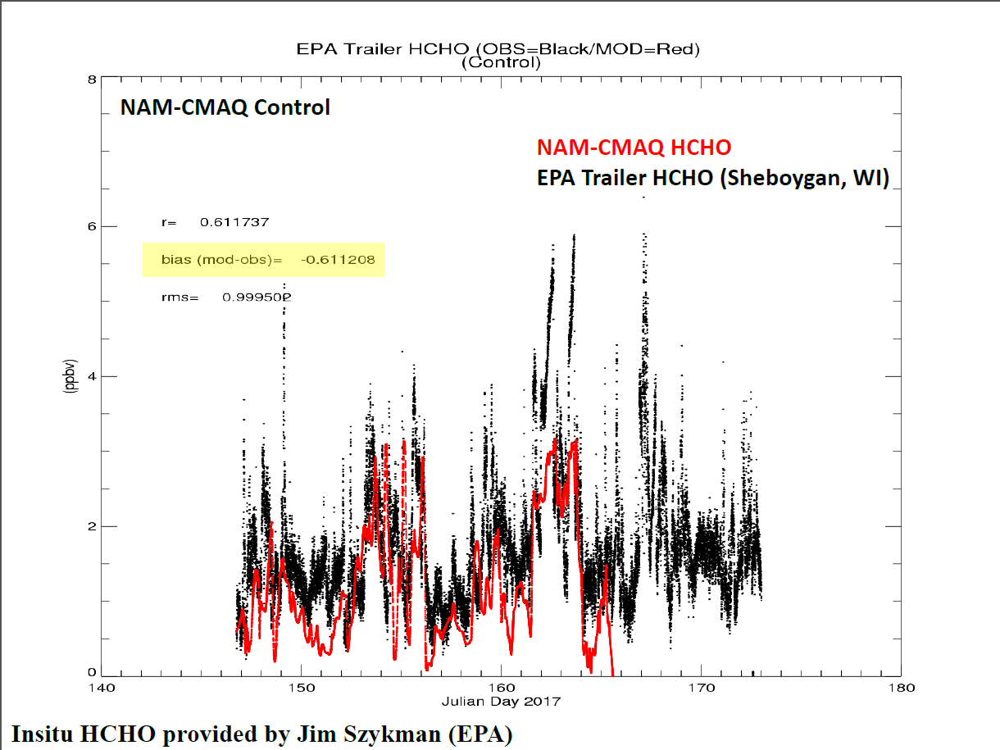 EPA Trailer HCHO (OBS=Black/MOD=Red)
(Control)
8
NAM-CMAQ Control
NAM-CMAQ HCHO
EPA Trailer HCHO (Sheboygan, WI)
6
r= 0.611737
bias (mod-obs)= -0.611208
rms= 0.999502
4
(ppbv)
2
0
140 150 160 170 180
Julian Day 2017
Insitu HCHO provided by Jim Szykman (EPA)